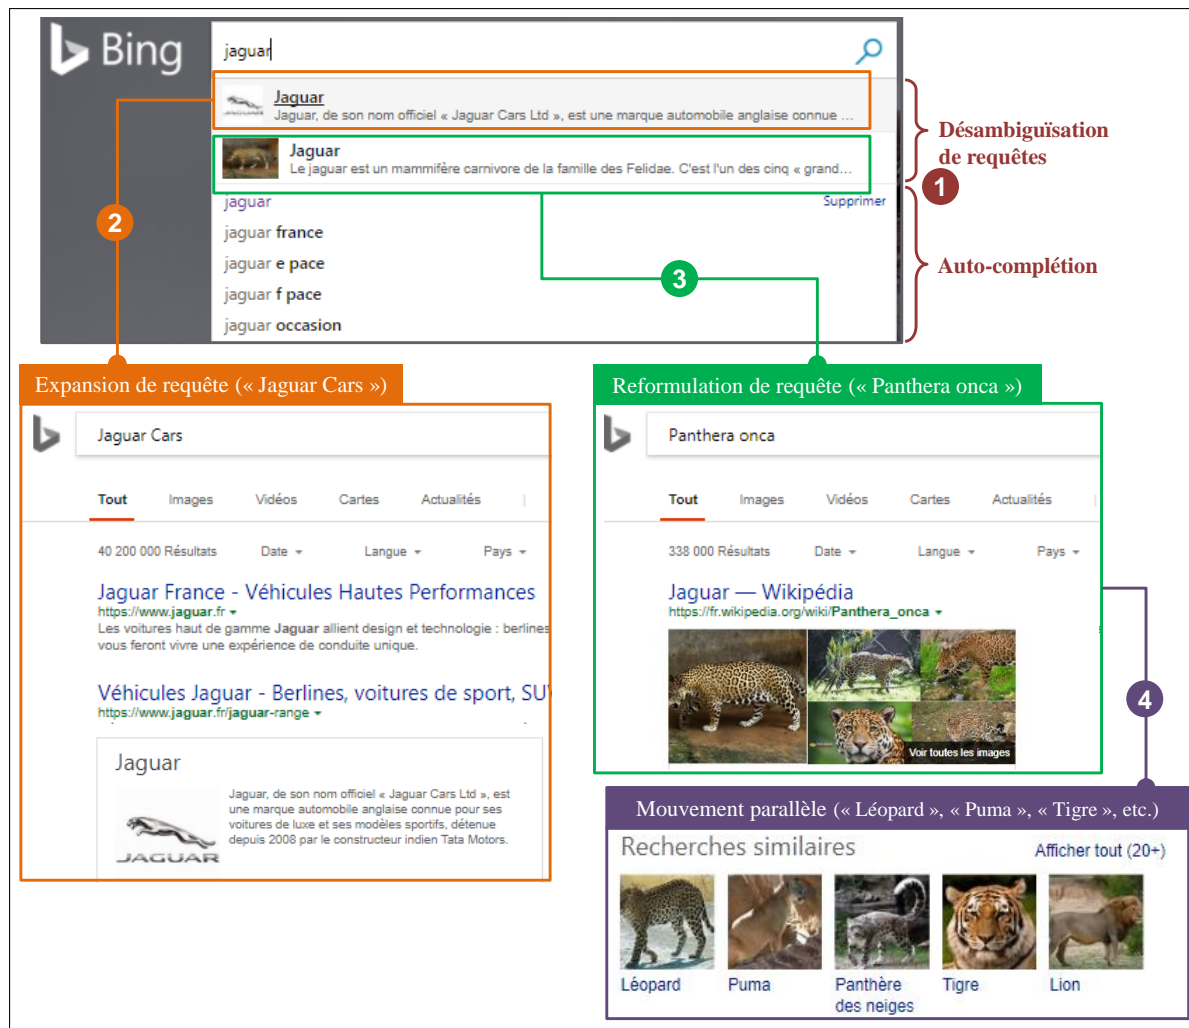 Bing
jaguar
Jaguar
Jaguar, de son nom officiel « Jaguar Cars Ltd », est une marque automobile anglaise connue ...
Jaguar
Le jaguar est un mammifère carnivore de la famille des Felidae. C'est l'un des cinq « grand...
jaguar
Supprimer
jaguar france
jaguar e pace
jaguar f pace
jaguar occasion
Désambiguïsation
de requêtes
1
Auto-complétion
2
3
Expansion de requête (« Jaguar Cars »)
Jaguar Cars
Tout Images Vidéos Cartes Actualités
40 200 000 Résultats Date Langue Pays
Jaguar France - Véhicules Hautes Performances
https://www.jaguar.fr
Les voitures haut de gamme Jaguar allient design et technologie : berlines
vous feront vivre une expérience de conduite unique.
Véhicules Jaguar - Berlines, voitures de sport, SUV
https://www.jaguar.fr/jaguar-range
Jaguar
Jaguar, de son nom officiel « Jaguar Cars Ltd », est
une marque automobile anglaise connue pour ses
voitures de luxe et ses modèles sportifs, détenue
depuis 2008 par le constructeur indien Tata Motors.
JAGUAR
Reformulation de requête (« Panthera onca »)
Panthera onca
Tout Images Vidéos Cartes Actualités
338 000 Résultats Date Langue Pays
Jaguar — Wikipédia
https://fr.wikipedia.org/wiki/Panthera_onca
Voir toutes les images
4
Mouvement parallèle (« Léopard », « Puma », « Tigre », etc.)
Recherches similaires
Afficher tout (20+)
Léopard
Puma
Panthère
des neiges
Tigre
Lion